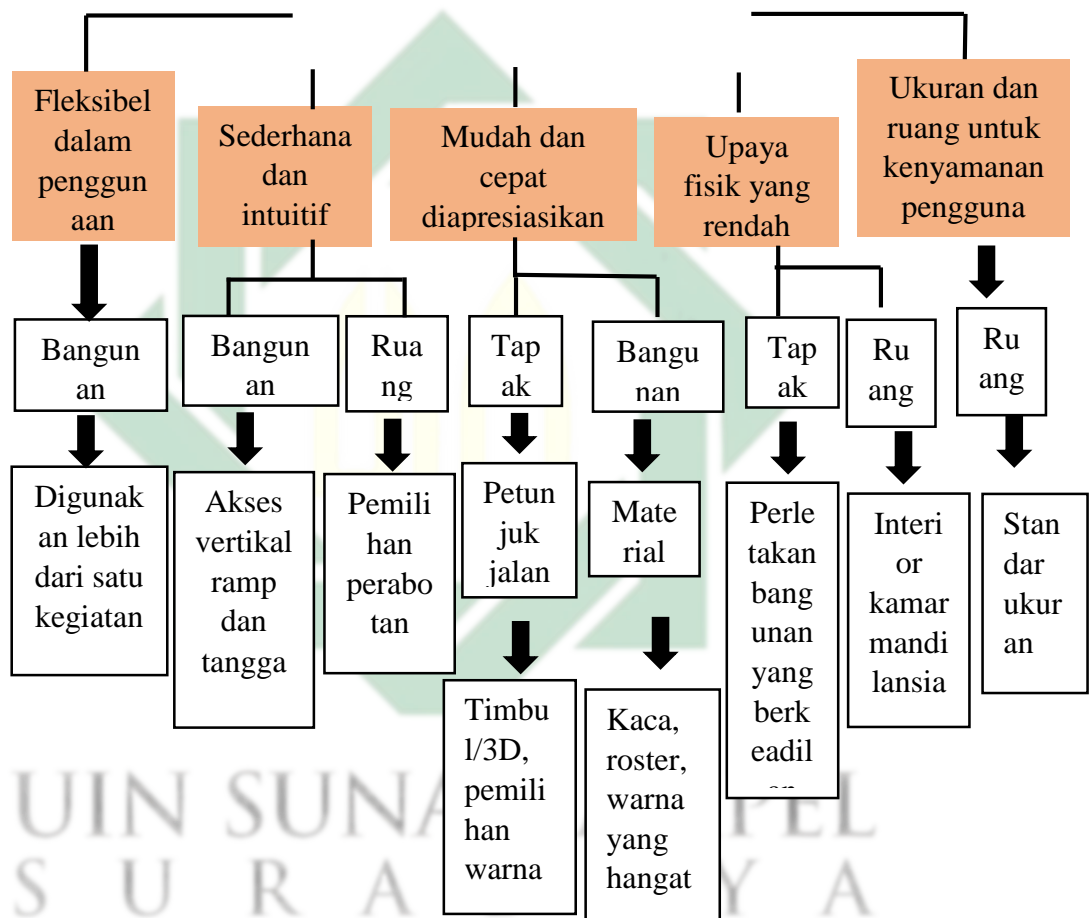 Fleksibel
dalam
penggun
aan
Sederhana
dan
intuitif
Mudah dan
cepat
diapresiasikan
Upaya
fisik yang
rendah
Ukuran dan
ruang untuk
kenyamanan
pengguna
Bangun
an
Bangun
an
Rua
ng
Tap
ak
Bangu
nan
Tap
ak
Ru
ang
Ru
ang
Digunak
an lebih
dari satu
kegiatan
Akses
vertikal
ramp
dan
tangga
Pemili
han
perabo
tan
Petun
juk
jalan
Mate
rial
Perle
takan
bang
unan
yang
berk
eadil
Interi
or
kamar
mandi
lansia
Stan
dar
ukur
an
Timbu
l/3D,
pemili
han
warna
Kaca,
roster,
warna
yang
hangat
UIN SUNA PEL
S U R A Y A